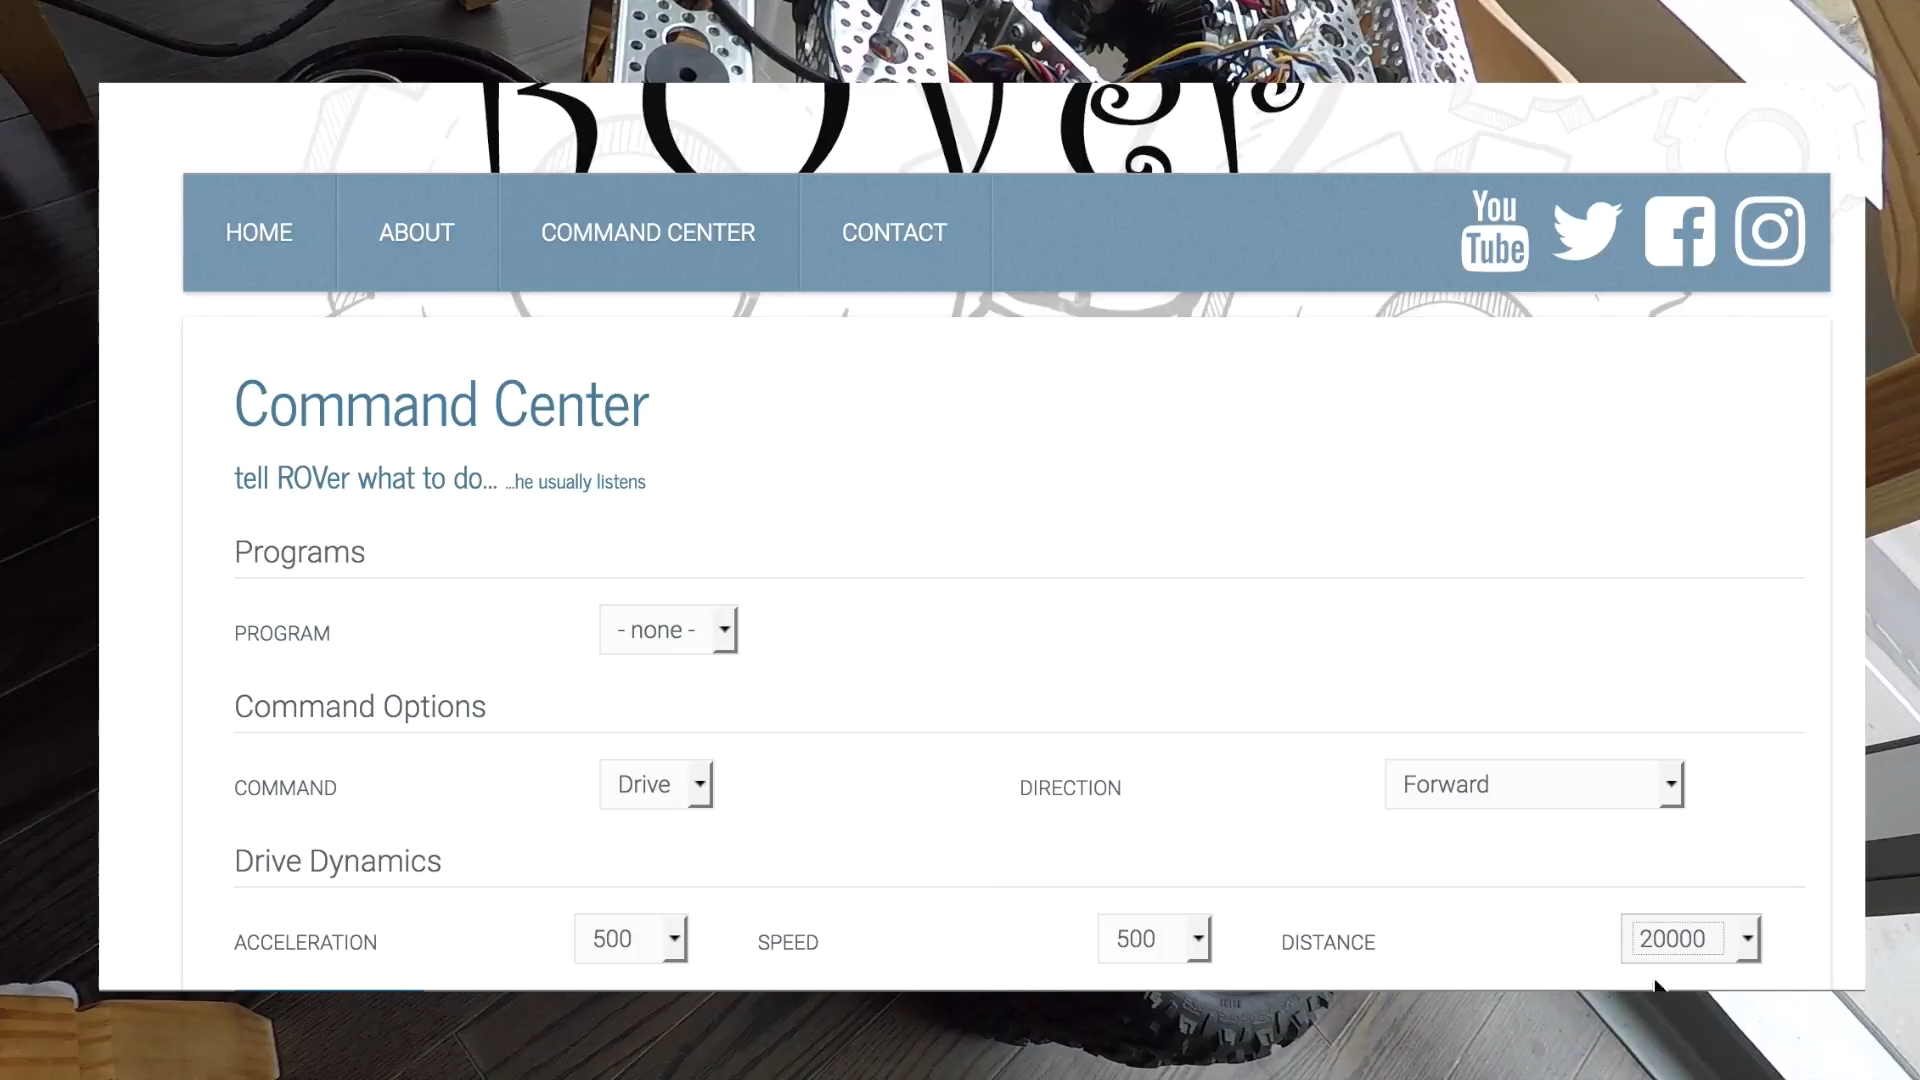 ROVer
HOME ABOUT COMMAND CENTER CONTACT You Tube
Command Center
tell ROVer what to do... ...he usually listens
Programs
PROGRAM - none -
Command Options
COMMAND Drive DIRECTION Forward
Drive Dynamics
ACCELERATION 500 SPEED 500 DISTANCE 20000